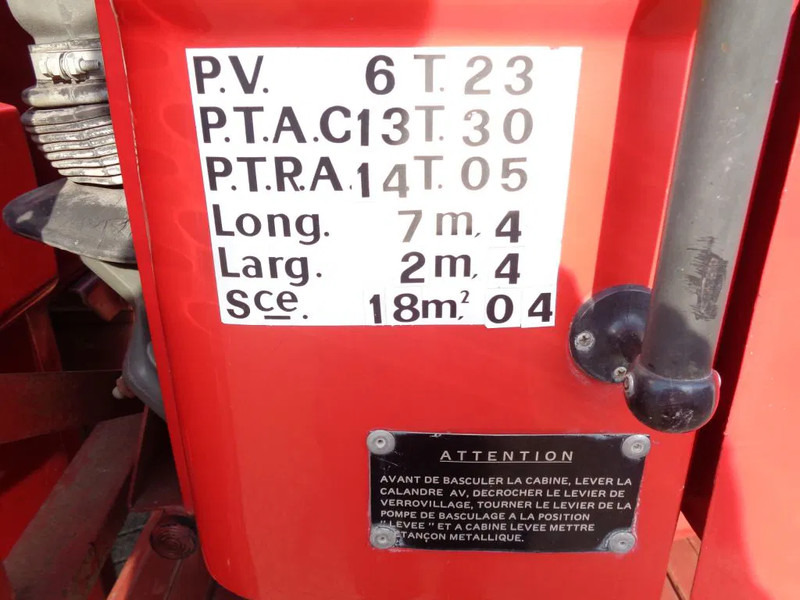 P.V. 6 T. 23
P.T.A.C 13 T. 30
P.T.R.A. 14 T. 05
Long. 7 m, 4
Larg. 2 m, 4
Sce. 18 m², 04
ATTENTION
AVANT DE BASCULER LA CABINE, LEVER LA
CALANDRE AV, DECROCHER LE LEVIER DE
VERROVILLAGE, TOURNER LE LEVIER DE LA
POMPE DE BASCULAGE A LA POSITION
"LEVEE" ET A CABINE LEVEE METTRE
METALLIQUE.